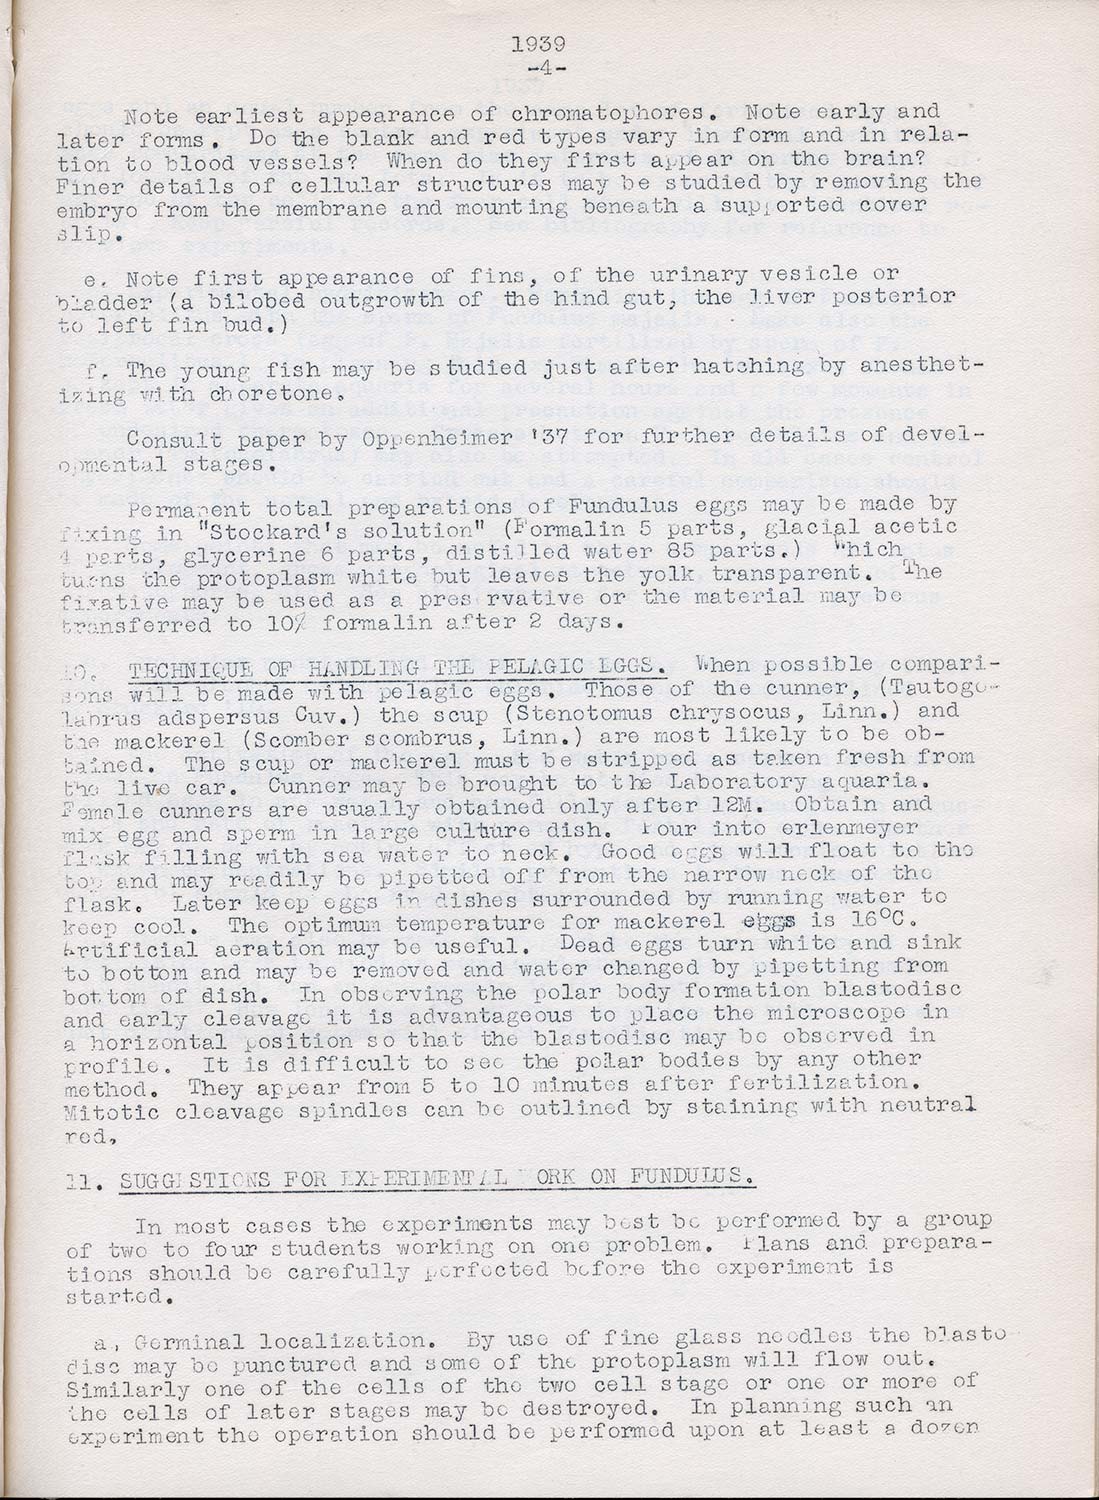 1939
-4-
Note earliest appearance of chromatophores. Note early and
later forms. Do the blank and red types vary in form and in rela-
tion to blood vessels? When do they first appear on the brain?
Finer details of cellular structures may be studied by removing the
embryo from the membrane and mounting beneath a supported cover
slip.
e. Note first appearance of fins, of the urinary vesicle or
bladder (a bilobed outgrowth of the hind gut, the liver posterior
to left fin bud.)
f. The young fish may be studied just after hatching by anesthet-
izing with choretone.
Consult paper by Oppenheimer '37 for further details of devel-
opmental stages.
Permanent total preparations of Fundulus eggs may be made by
fixing in "Stockard's solution" (Formalin 5 parts, glacial acetic
4 parts, glycerine 6 parts, distilled water 85 parts.) Which
turns the protoplasm white but leaves the yolk transparent. The
fixative may be used as a pres rvative or the material may be
transferred to 10% formalin after 2 days.
10. TECHNIQUE OF HANDLING THE PELAGIC EGGS. When possible compari-
sons will be made with pelagic eggs. Those of the cunner, (Tautogo-
labrus adspersus Cuv.) the scup (Stenotomus chrysocus, Linn.) and
the mackerel (Scomber scombrus, Linn.) are most likely to be ob-
tained. The scup or mackerel must be stripped as taken fresh from
the live car. Cunner may be brought to the Laboratory aquaria.
Female cunners are usually obtained only after 12M. Obtain and
mix egg and sperm in large culture dish. Pour into erlenmeyer
flask filling with sea water to neck. Good eggs will float to the
top and may readily be pipetted off from the narrow neck of the
flask. Later keep eggs in dishes surrounded by running water to
keep cool. The optimum temperature for mackerel eggs is 16°C.
Artificial aeration may be useful. Dead eggs turn white and sink
to bottom and may be removed and water changed by pipetting from
bottom of dish. In observing the polar body formation blastodisc
and early cleavage it is advantageous to place the microscope in
a horizontal position so that the blastodisc may be observed in
profile. It is difficult to see the polar bodies by any other
method. They appear from 5 to 10 minutes after fertilization.
Mitotic cleavage spindles can be outlined by staining with neutral
red.
11. SUGGESTIONS FOR EXPERIMENTAL WORK ON FUNDULUS.
In most cases the experiments may best be performed by a group
of two to four students working on one problem. Plans and prepara-
tions should be carefully perfected before the experiment is
started.
a. Germinal localization. By use of fine glass needles the blasto
disc may be punctured and some of the protoplasm will flow out.
Similarly one of the cells of the two cell stage or one or more of
the cells of later stages may be destroyed. In planning such an
experiment the operation should be performed upon at least a dozen